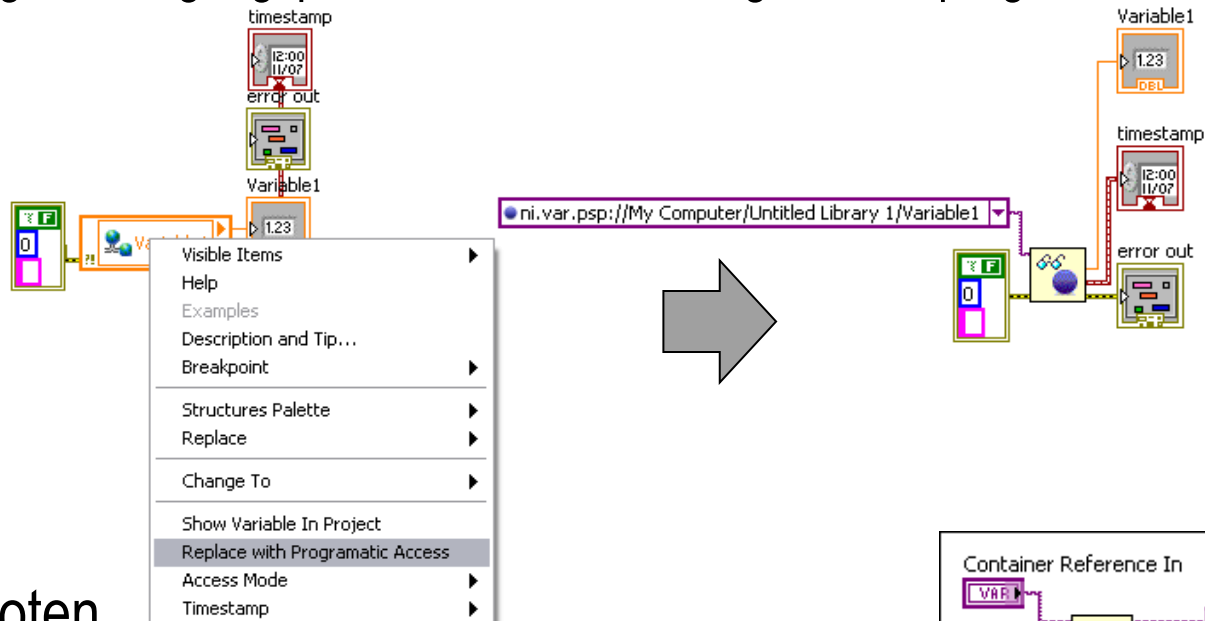 timestamp
12:00
11/07
error out
Variable1
1.23
F
0
?!
Visible Items
Help
Examples
Description and Tip...
Breakpoint
Structures Palette
Replace
Change To
Show Variable In Project
Replace with Programatic Access
Access Mode
Timestamp
ni.var.psp://My Computer/Untitled Library 1/Variable1
Variable1
1.23
DBL
timestamp
12:00
11/07
error out
F
0
Container Reference In
VAR